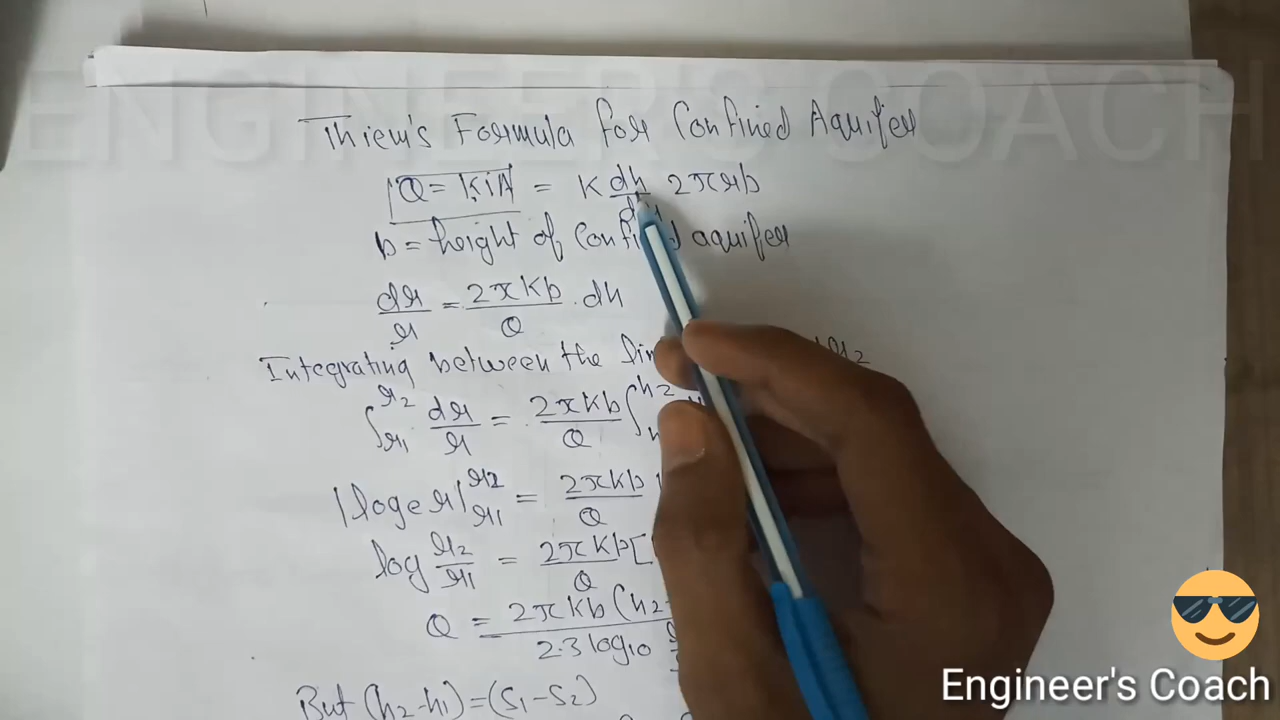 ENGINEER'S COACH
Thiem's Formula for Confined Aquifer
Q = KiA = K dh/dr 2πrb
b = height of Confined aquifer
dr/r = 2πKb/Q . dh
Integrating between the r2
∫r1^r2 dr/r = 2πKb/Q ∫ h2
|loge r|r1^r2 = 2πKb/Q
log r2/r1 = 2πKb/Q [
Q = 2πKb (h2- / 2.3 log10
But (h2-h1) = (S1-S2)
Engineer's Coach